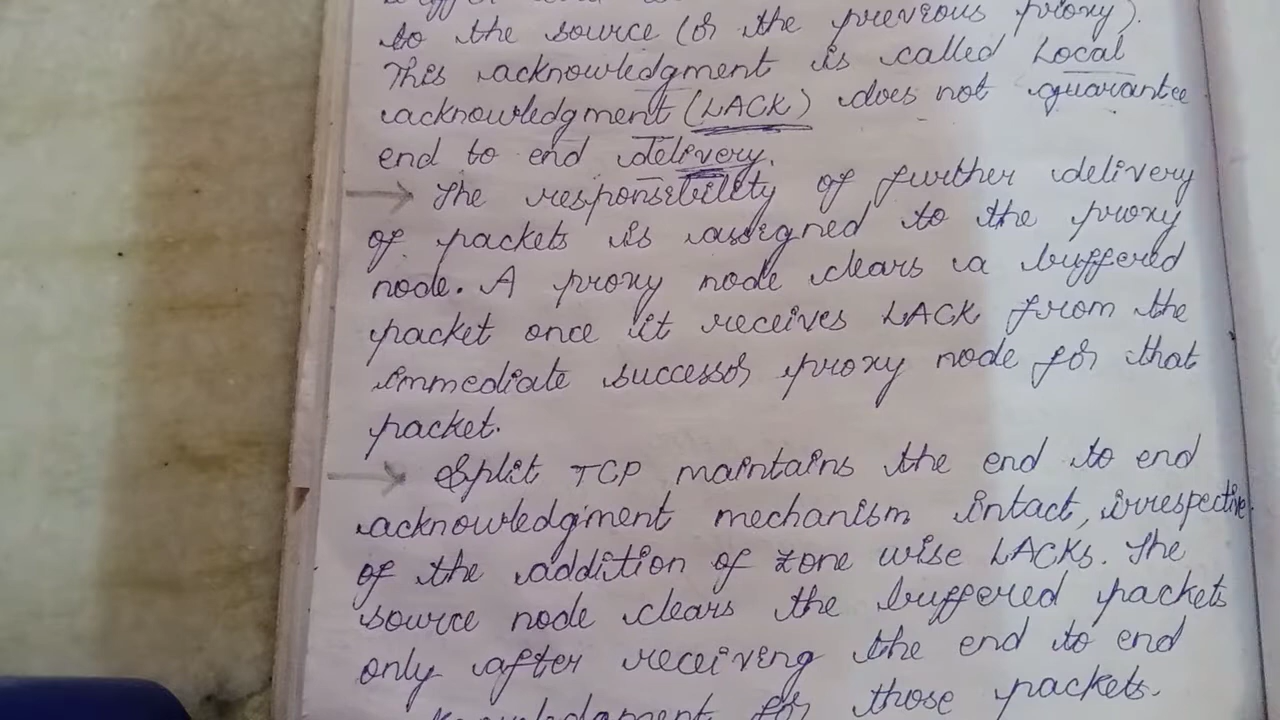 to the source (or the previous proxy).
This acknowledgment is called Local
acknowledgment (LACK) does not guarantee
end to end delivery.
→ The responsibility of further delivery
of packets is assigned to the proxy
node. A proxy node clears a buffered
packet once it receives LACK from the
immediate successor proxy node for that
packet.
→ Split TCP maintains the end to end
acknowledgment mechanism intact, irrespective
of the addition of zone wise LACKs. The
source node clears the buffered packets
only after receiving the end to end
for those packets.